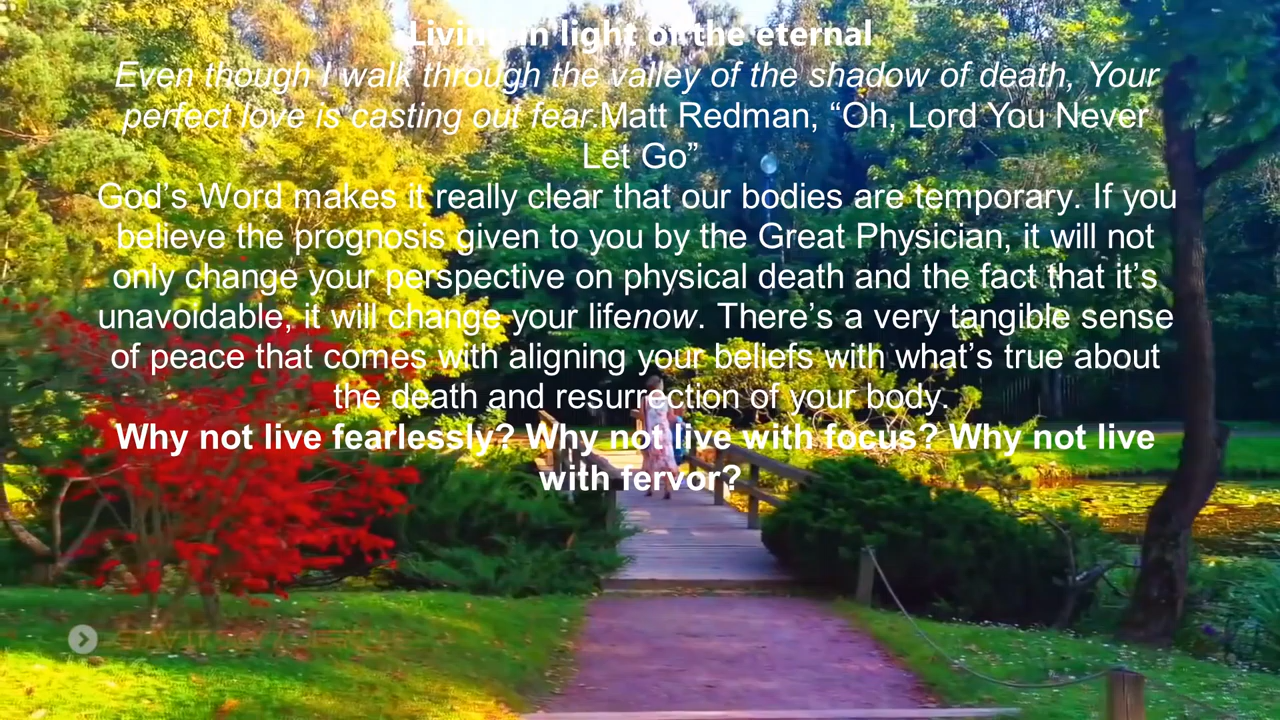 Living in light of the eternal
Even though I walk through the valley of the shadow of death, Your
perfect love is casting out fear.Matt Redman, “Oh, Lord You Never
Let Go”
God’s Word makes it really clear that our bodies are temporary. If you
believe the prognosis given to you by the Great Physician, it will not
only change your perspective on physical death and the fact that it’s
unavoidable, it will change your lifenow. There’s a very tangible sense
of peace that comes with aligning your beliefs with what’s true about
the death and resurrection of your body.
Why not live fearlessly? Why not live with focus? Why not live
with fervor?